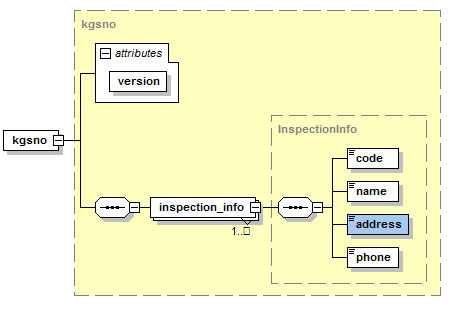 kgsno
attributes
version
kgsno
InspectionInfo
code
name
inspection_info
address
1..
phone